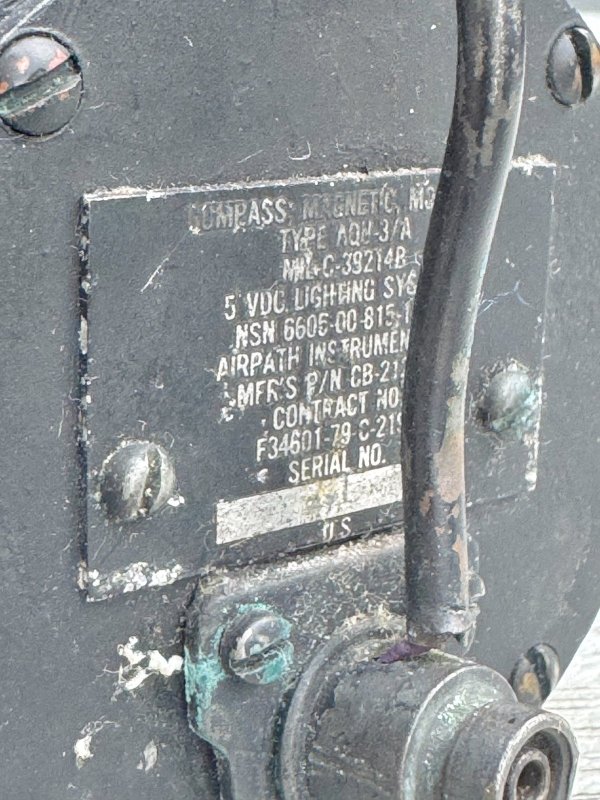 COMPASS, MAGNETIC, MO
TYPE AQU-3/A
MIL-C-39214B
5 VDC LIGHTING SYS
NSN 6605-00-815-
AIRPATH INSTRUMEN
MFR'S P/N CB-21
CONTRACT NO
F34601-79-C-219
SERIAL NO.
U S